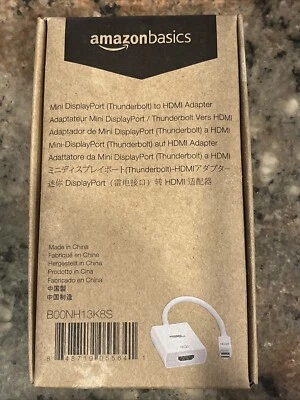 amazonbasics
Mini DisplayPort (Thunderbolt) to HDMI Adapter
Adaptateur Mini DisplayPort / Thunderbolt Vers HDMI
Adaptador de Mini DisplayPort (Thunderbolt) a HDMI
Mini-DisplayPort (Thunderbolt) auf HDMI Adapter
Adattatore da Mini DisplayPort (Thunderbolt) a HDMI
ミニディスプレイポート(Thunderbolt)-HDMIアダプター
迷你 DisplayPort（雷电接口）转 HDMI 适配器
Made in China
Fabriqué en Chine
Hergestellt in China
Prodotto in Cina
Fabricado en China
中国製
中国制造
B00NH13K8S